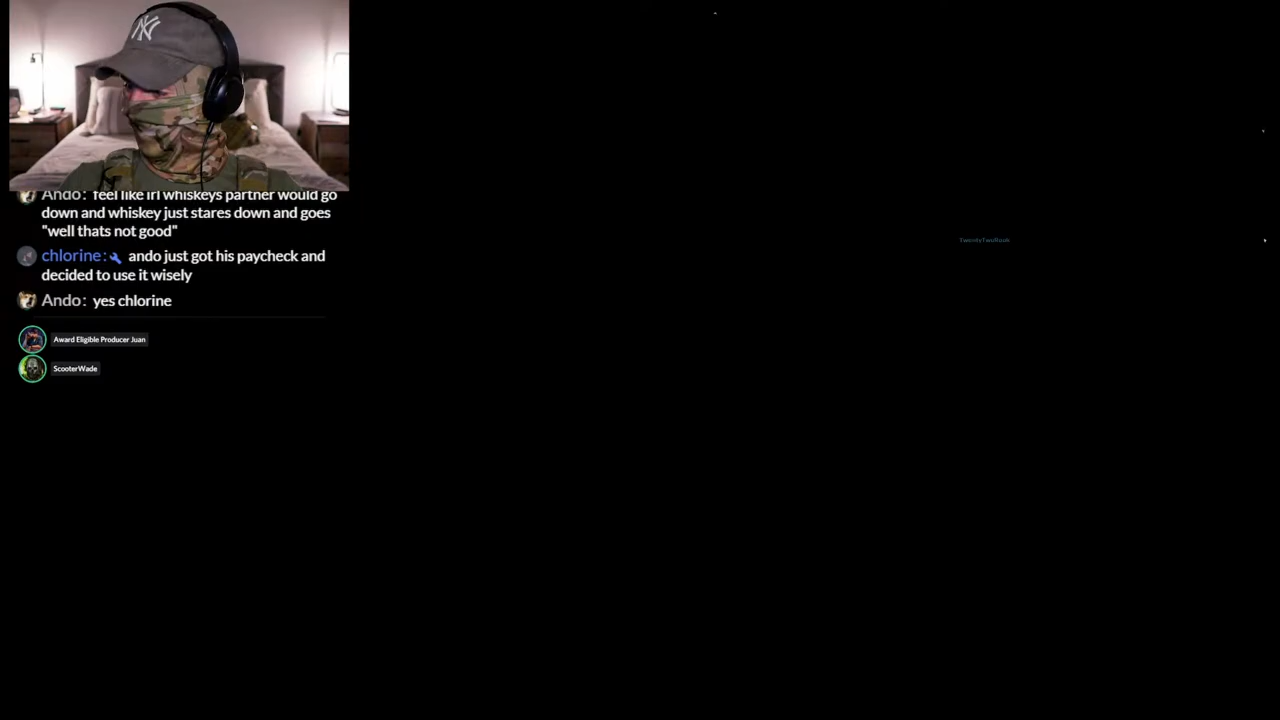 NY
Ando: feel like irl whiskeys partner would go
down and whiskey just stares down and goes
"well thats not good"
chlorine: ando just got his paycheck and
decided to use it wisely
Ando: yes chlorine
Award Eligible Producer Juan
ScooterWade
TwentyTwoRook